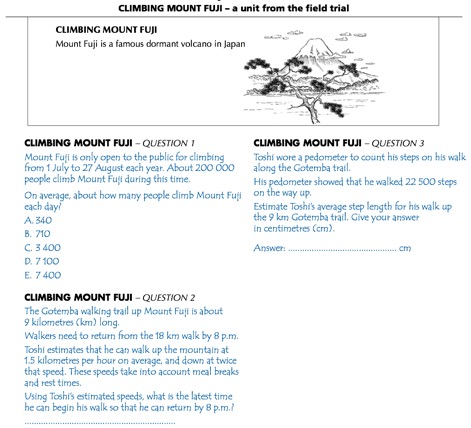 CLIMBING MOUNT FUJI – a unit from the field trial
CLIMBING MOUNT FUJI
Mount Fuji is a famous dormant volcano in Japan
CLIMBING MOUNT FUJI – QUESTION 1
Mount Fuji is only open to the public for climbing
from 1 July to 27 August each year. About 200 000
people climb Mount Fuji during this time.
On average, about how many people climb Mount Fuji
each day?
A. 340
B. 710
C. 3 400
D. 7 100
E. 7 400
CLIMBING MOUNT FUJI – QUESTION 2
The Gotemba walking trail up Mount Fuji is about
9 kilometres (km) long.
Walkers need to return from the 18 km walk by 8 p.m.
Toshi estimates that he can walk up the mountain at
1.5 kilometres per hour on average, and down at twice
that speed. These speeds take into account meal breaks
and rest times.
Using Toshi's estimated speeds, what is the latest time
he can begin his walk so that he can return by 8 p.m.?
..................................................................
CLIMBING MOUNT FUJI – QUESTION 3
Toshi wore a pedometer to count his steps on his walk
along the Gotemba trail.
His pedometer showed that he walked 22 500 steps
on the way up.
Estimate Toshi's average step length for his walk up
the 9 km Gotemba trail. Give your answer
in centimetres (cm).
Answer: ............................................... cm